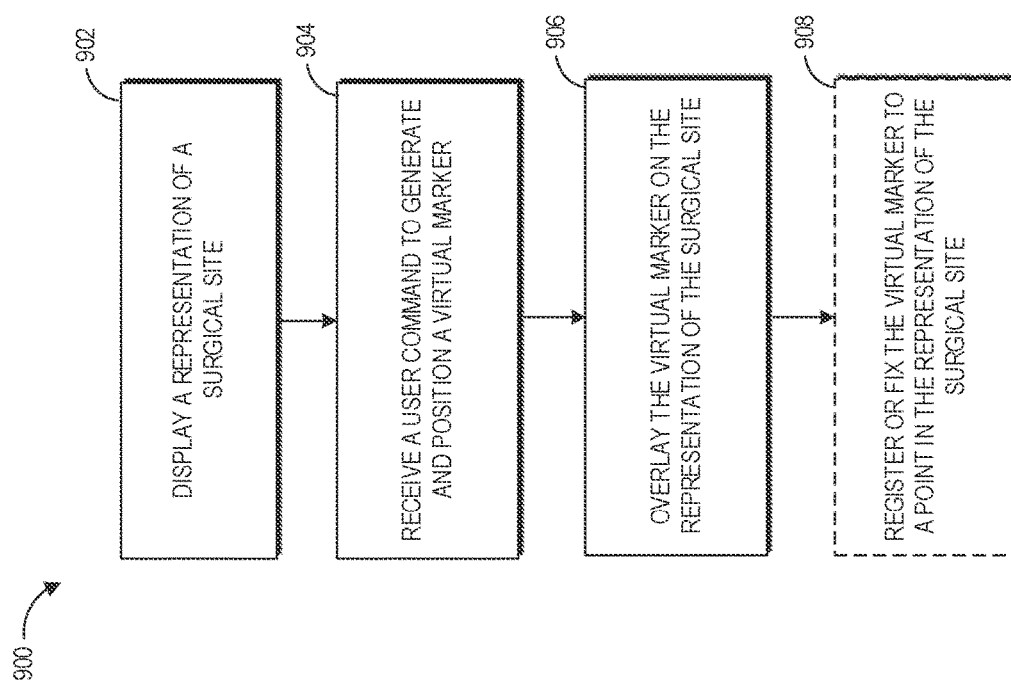 900
902
DISPLAY A REPRESENTATION OF A
SURGICAL SITE
904
RECEIVE A USER COMMAND TO GENERATE
AND POSITION A VIRTUAL MARKER
906
OVERLAY THE VIRTUAL MARKER ON THE
REPRESENTATION OF THE SURGICAL SITE
908
REGISTER OR FIX THE VIRTUAL MARKER TO
A POINT IN THE REPRESENTATION OF THE
SURGICAL SITE